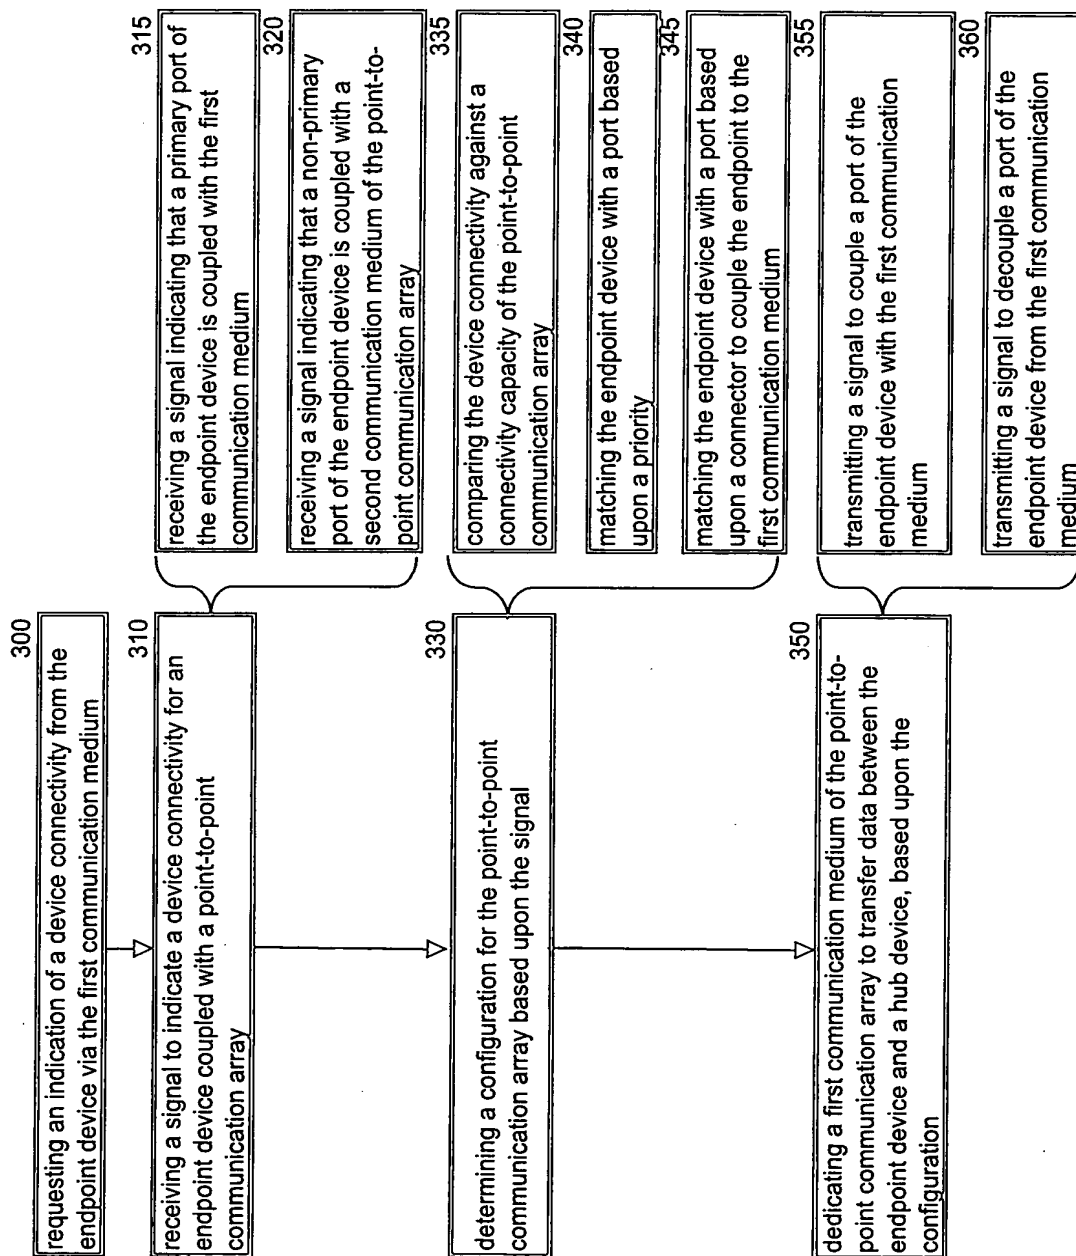 300
requesting an indication of a device connectivity from the
endpoint device via the first communication medium
310
receiving a signal to indicate a device connectivity for an
endpoint device coupled with a point-to-point
communication array
315
receiving a signal indicating that a primary port of
the endpoint device is coupled with the first
communication medium
320
receiving a signal indicating that a non-primary
port of the endpoint device is coupled with a
second communication medium of the point-to-
point communication array
330
determining a configuration for the point-to-point
communication array based upon the signal
335
comparing the device connectivity against a
connectivity capacity of the point-to-point
communication array
340
matching the endpoint device with a port based
upon a priority
345
matching the endpoint device with a port based
upon a connector to couple the endpoint to the
first communication medium
350
dedicating a first communication medium of the point-to-
point communication array to transfer data between the
endpoint device and a hub device, based upon the
configuration
355
transmitting a signal to couple a port of the
endpoint device with the first communication
medium
360
transmitting a signal to decouple a port of the
endpoint device from the first communication
medium